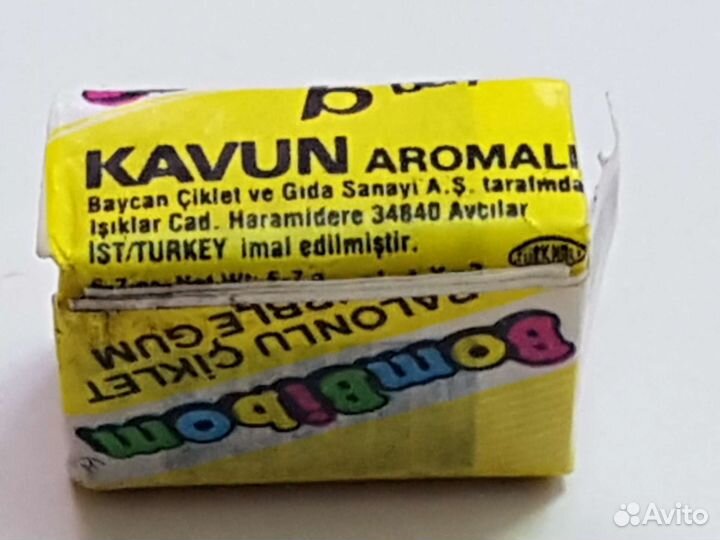 KAVUN AROMALI
Baycan Çiklet ve Gıda Sanayi A.Ş. tarafından
Işıklar Cad. Haramidere 34840 Avcılar
IST/TURKEY imal edilmiştir.
BALONLU ÇİKLET
BUBBLE GUM
BomBibom
Avito